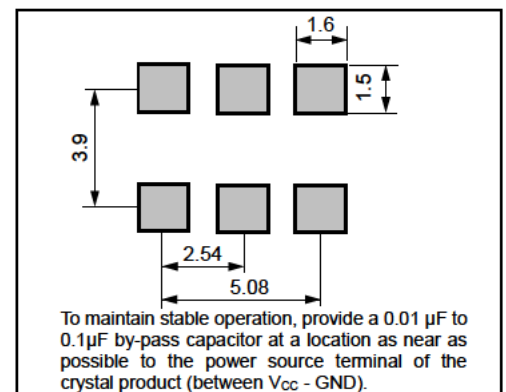 1.6
1.5
3.9
2.54
5.08
To maintain stable operation, provide a 0.01 µF to
0.1µF by-pass capacitor at a location as near as
possible to the power source terminal of the
crystal product (between VCC - GND).